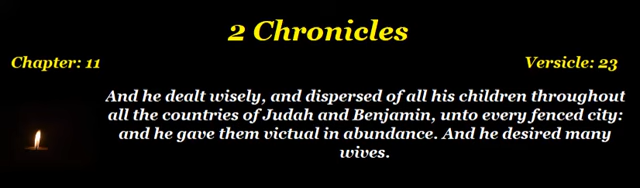 2 Chronicles
Chapter: 11
Versicle: 23
And he dealt wisely, and dispersed of all his children throughout
all the countries of Judah and Benjamin, unto every fenced city:
and he gave them victual in abundance. And he desired many
wives.